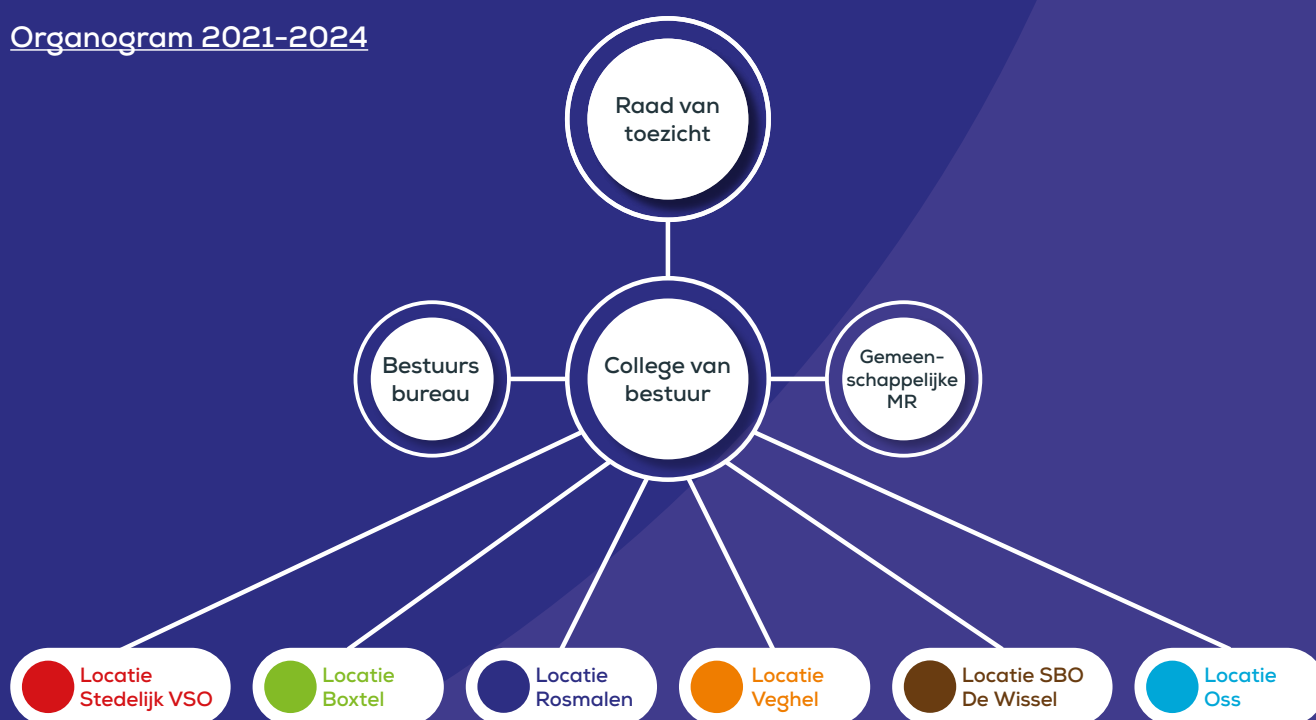 Organogram 2021-2024
Raad van
toezicht
Bestuurs
bureau
College van
bestuur
Gemeen-
schappelijke
MR
Locatie
Stedelijk VSO
Locatie
Boxtel
Locatie
Rosmalen
Locatie
Veghel
Locatie SBO
De Wissel
Locatie
Oss